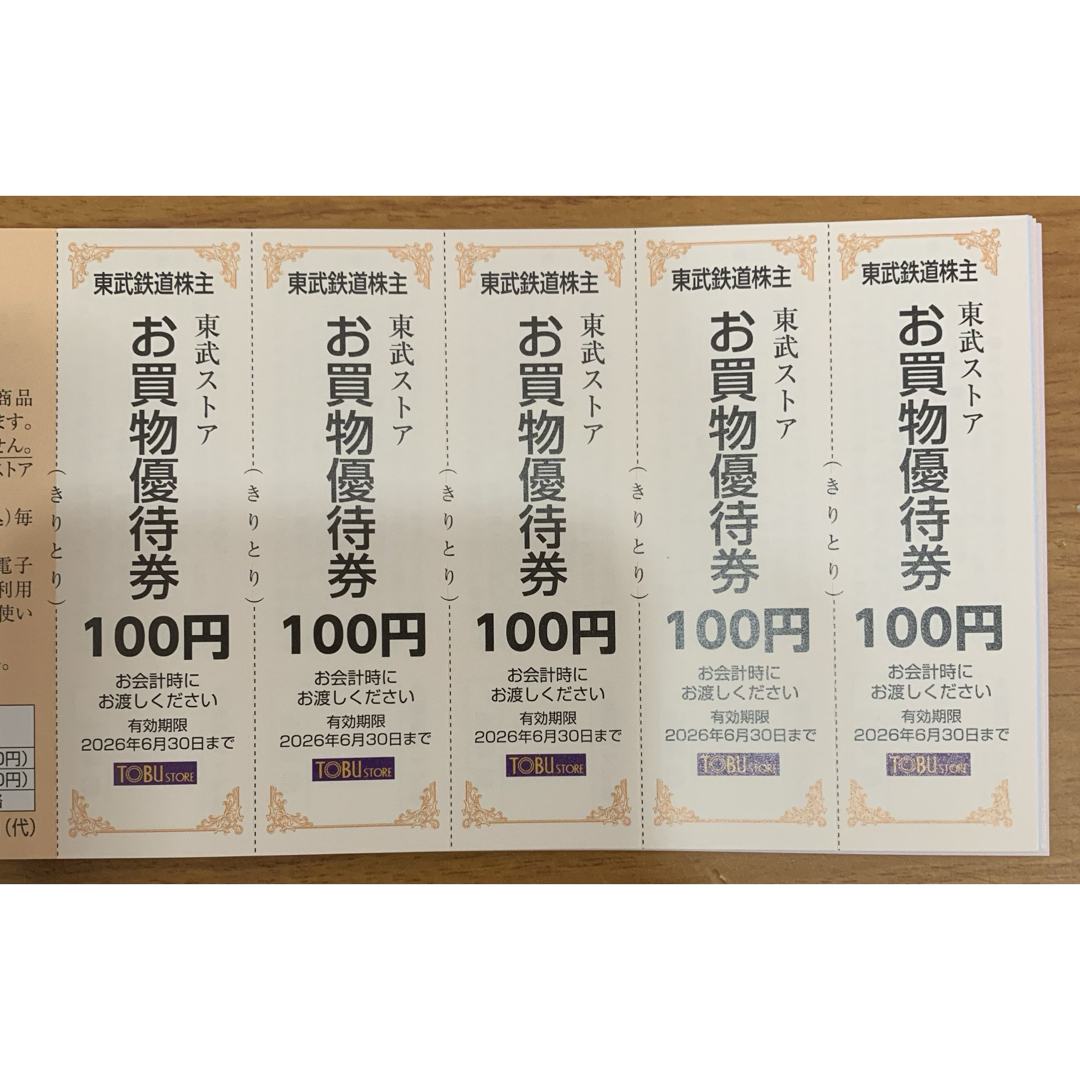 商品
ます。
せん。
ストア
)毎
電子
利用
使い
。
0円)
0円)
(代)
東武鉄道株主
東武ストア
お買物優待券
100円
お会計時に
お渡しください
有効期限
2026年6月30日まで
TOBU STORE
(きりとり)
東武鉄道株主
東武ストア
お買物優待券
100円
お会計時に
お渡しください
有効期限
2026年6月30日まで
TOBU STORE
(きりとり)
東武鉄道株主
東武ストア
お買物優待券
100円
お会計時に
お渡しください
有効期限
2026年6月30日まで
TOBU STORE
(きりとり)
東武鉄道株主
東武ストア
お買物優待券
100円
お会計時に
お渡しください
有効期限
2026年6月30日まで
TOBU STORE
(きりとり)
東武鉄道株主
東武ストア
お買物優待券
100円
お会計時に
お渡しください
有効期限
2026年6月30日まで
TOBU STORE
(きりとり)